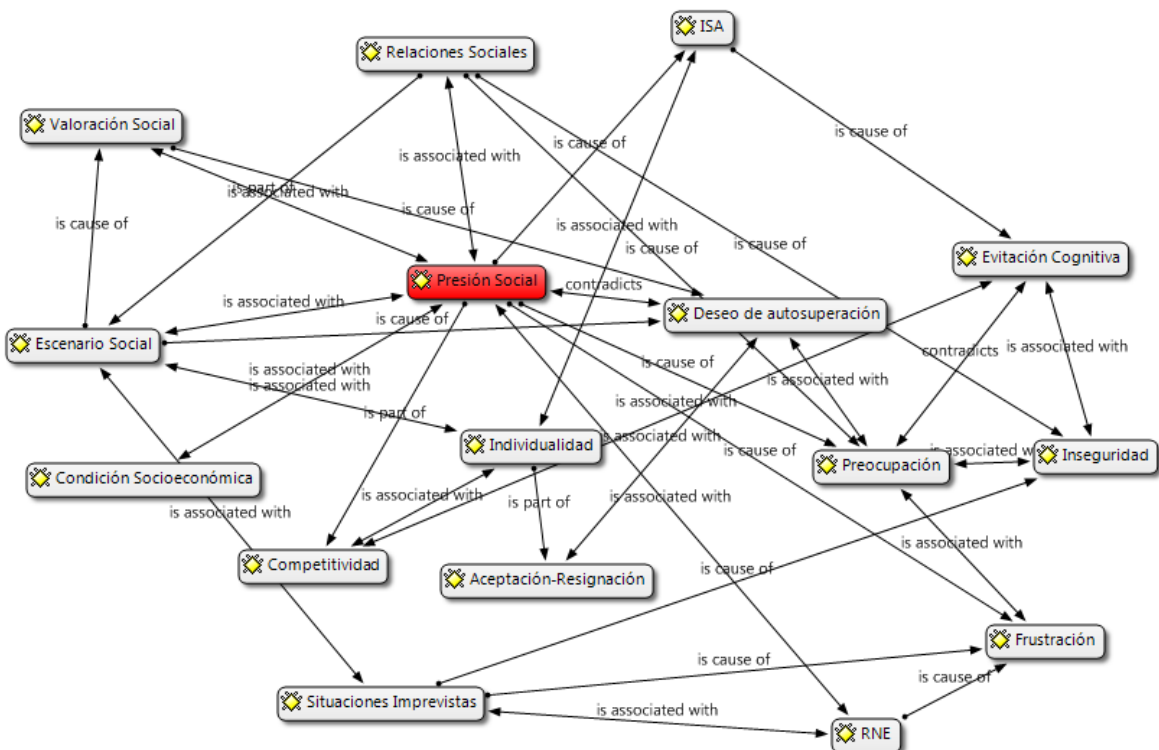 ISA
Relaciones Sociales
Valoración Social
is cause of
is cause of
is associated with
is cause of
is part of
is associated with
is cause of
is associated with
is cause of
is cause of
Evitación Cognitiva
Presión Social
contradicts
is associated with
Deseo de autosuperación
is cause of
Escenario Social
is associated with
contradicts
is cause of
is associated with
is associated with
is associated with
is associated with
is part of
is associated with
Individualidad
is cause of
is associated with
Inseguridad
Preocupación
Condición Socioeconómica
is associated with
is part of
is associated with
is associated with
is associated with
Competitividad
is cause of
Aceptación-Resignación
Frustración
is cause of
is cause of
Situaciones Imprevistas
is associated with
RNE